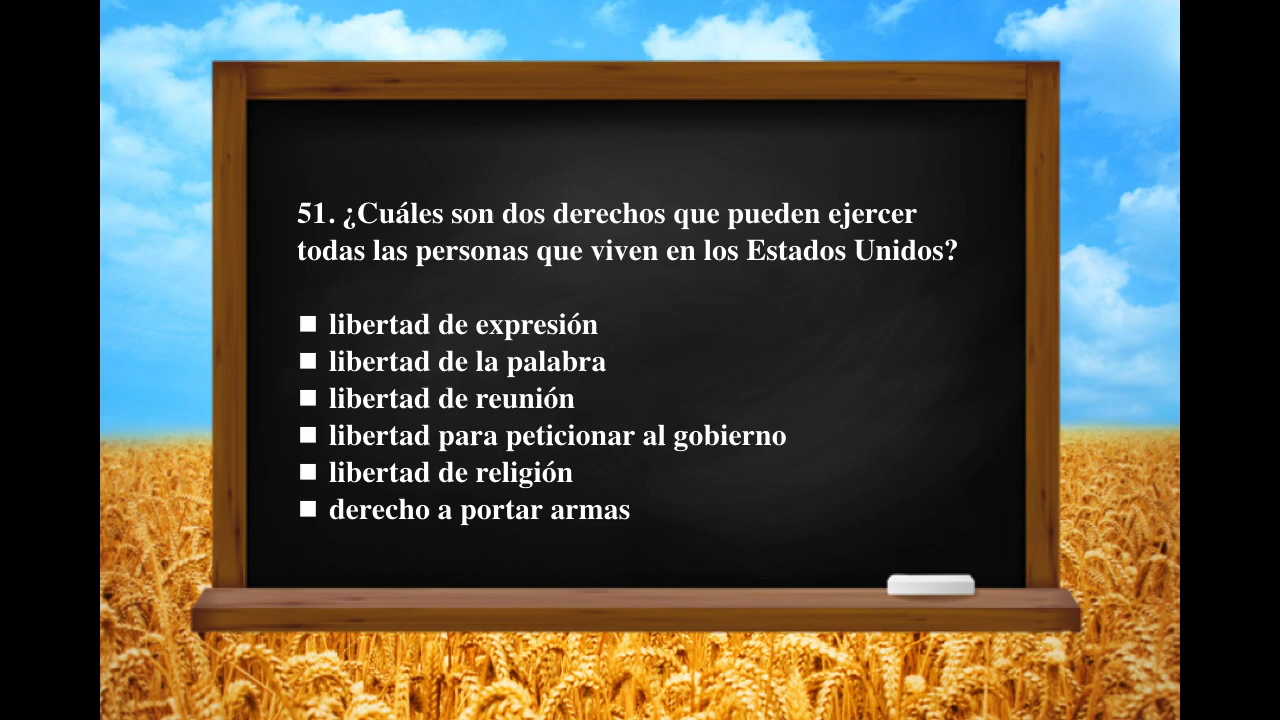 51. ¿Cuáles son dos derechos que pueden ejercer
todas las personas que viven en los Estados Unidos?
■ libertad de expresión
■ libertad de la palabra
■ libertad de reunión
■ libertad para peticionar al gobierno
■ libertad de religión
■ derecho a portar armas